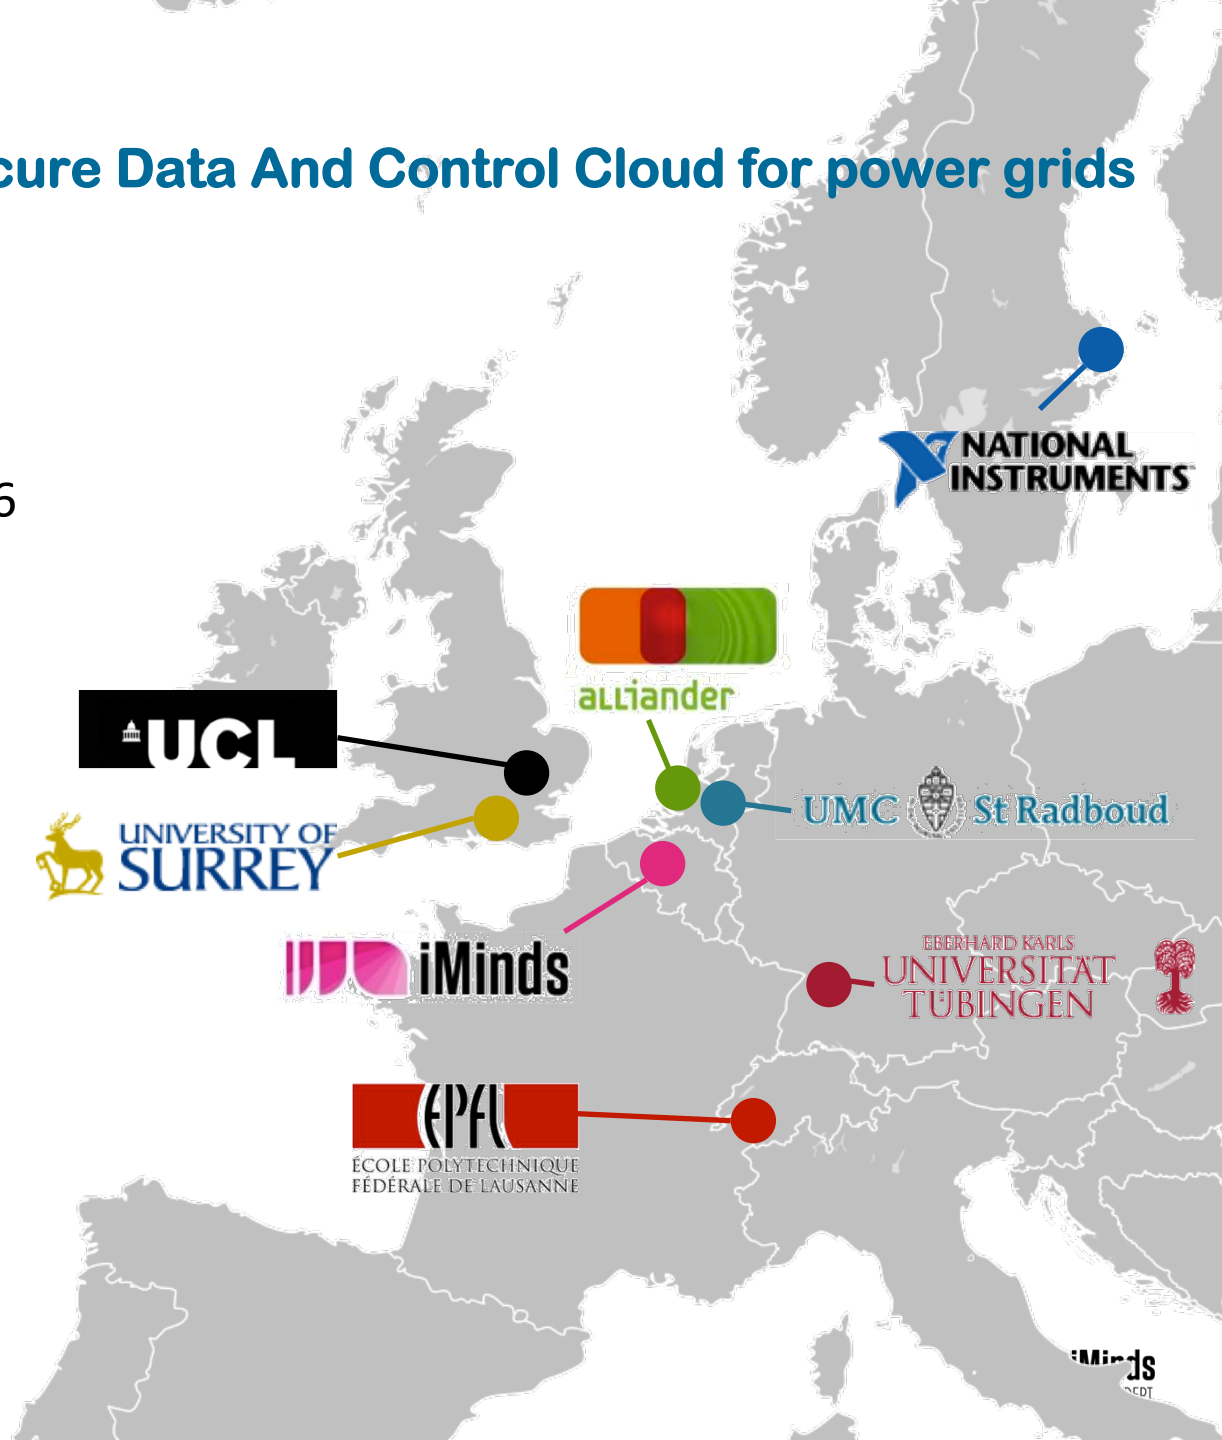 cure Data And Control Cloud for power grids
NATIONAL
INSTRUMENTS
6
alliander
UCL
UMC St Radboud
UNIVERSITY OF
SURREY
iMinds
EBERHARD KARLS
UNIVERSITÄT
TÜBINGEN
EPFL
ÉCOLE POLYTECHNIQUE
FÉDÉRALE DE LAUSANNE
iMinds